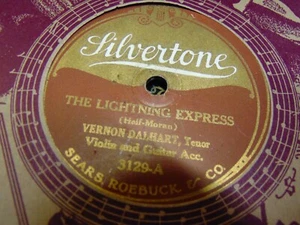 Silvertone
THE LIGHTNING EXPRESS
(Helf-Moran)
VERNON DALHART, Tenor
Violin and Guitar Acc.
3129-A
SEARS, ROEBUCK, & CO.